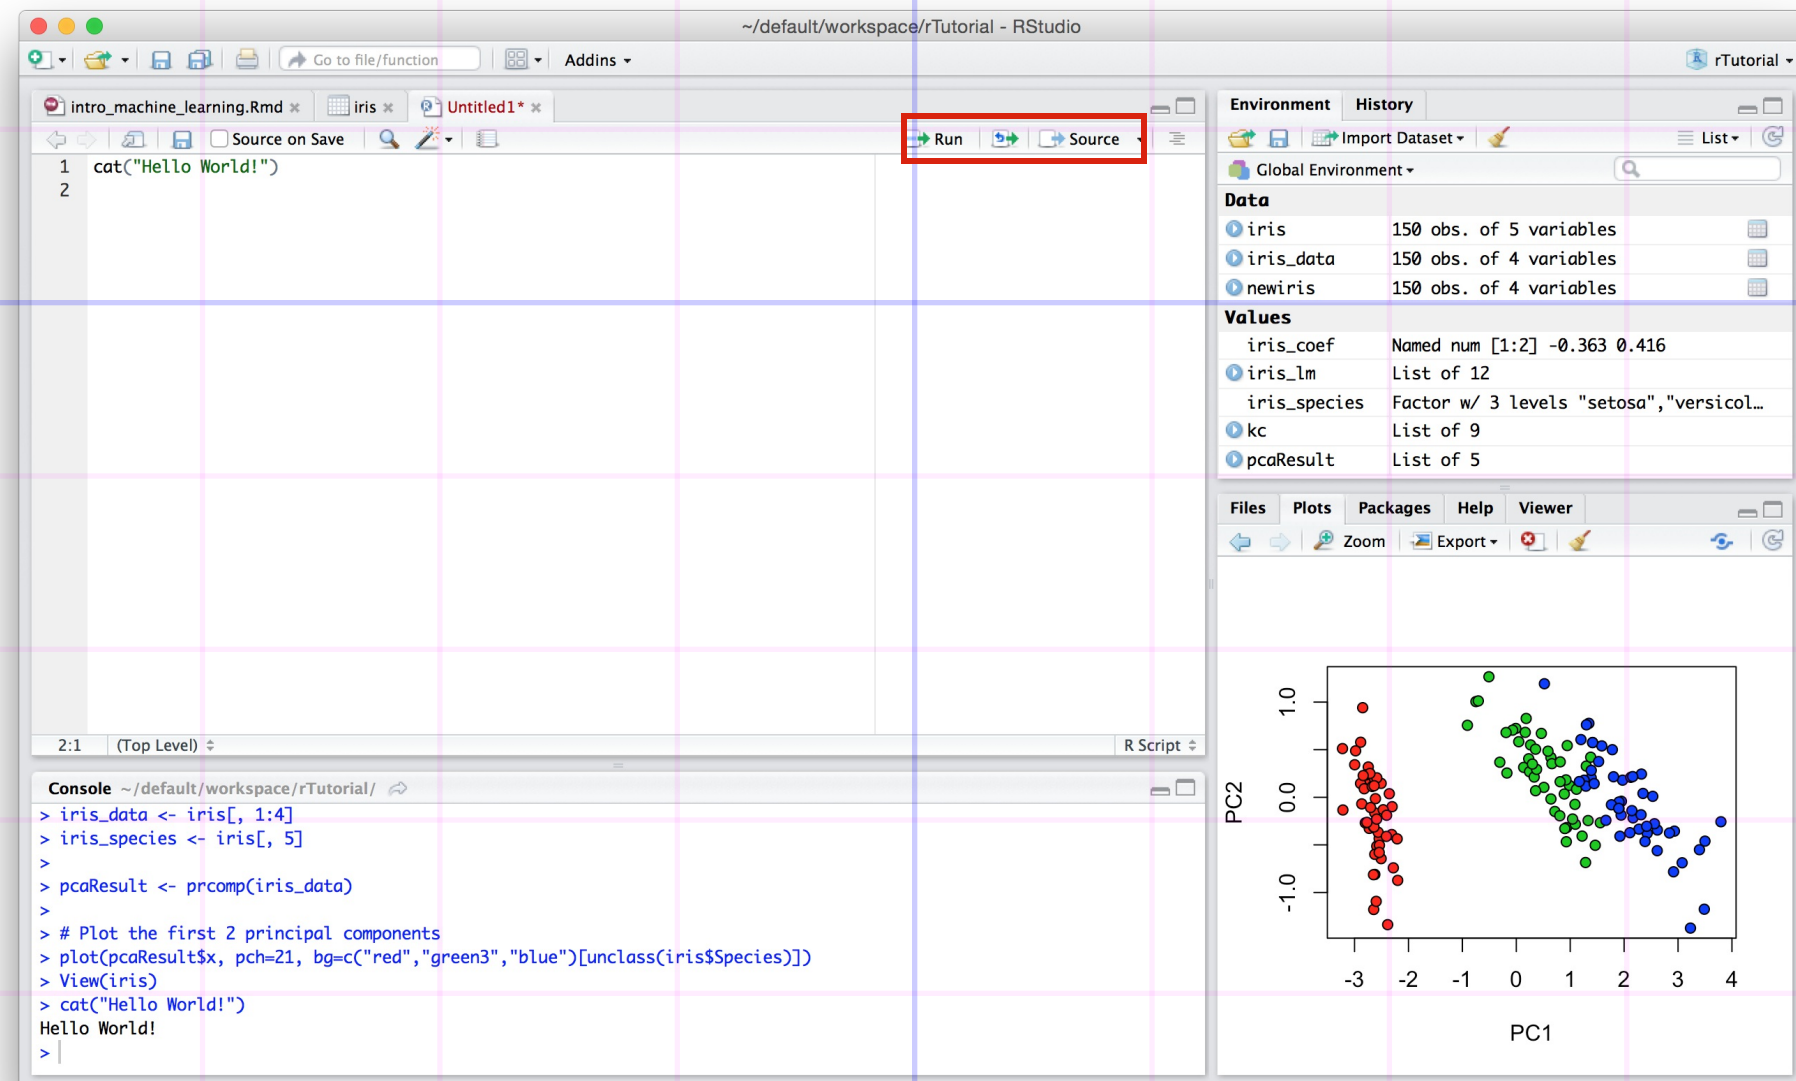 ~/default/workspace/rTutorial - RStudio
Go to file/function
Addins
rTutorial
intro_machine_learning.Rmd
iris
Untitled1*
Source on Save
Run
Source
1 cat("Hello World!")
2
2:1
(Top Level)
R Script
Console ~/default/workspace/rTutorial/
> iris_data <- iris[, 1:4]
> iris_species <- iris[, 5]
>
> pcaResult <- prcomp(iris_data)
>
> # Plot the first 2 principal components
> plot(pcaResult$x, pch=21, bg=c("red","green3","blue")[unclass(iris$Species)])
> View(iris)
> cat("Hello World!")
Hello World!
>
Environment
History
Import Dataset
List
Global Environment
Data
iris 150 obs. of 5 variables
iris_data 150 obs. of 4 variables
newiris 150 obs. of 4 variables
Values
iris_coef Named num [1:2] -0.363 0.416
iris_lm List of 12
iris_species Factor w/ 3 levels "setosa","versicol…
kc List of 9
pcaResult List of 5
Files
Plots
Packages
Help
Viewer
Zoom
Export
PC2
1.0
0.0
-1.0
-3 -2 -1 0 1 2 3 4
PC1